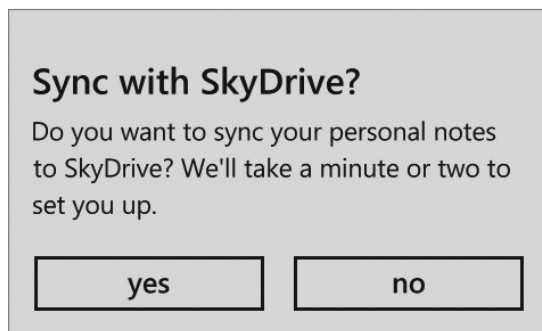 Sync with SkyDrive?
Do you want to sync your personal notes
to SkyDrive? We'll take a minute or two to
set you up.
yes
no